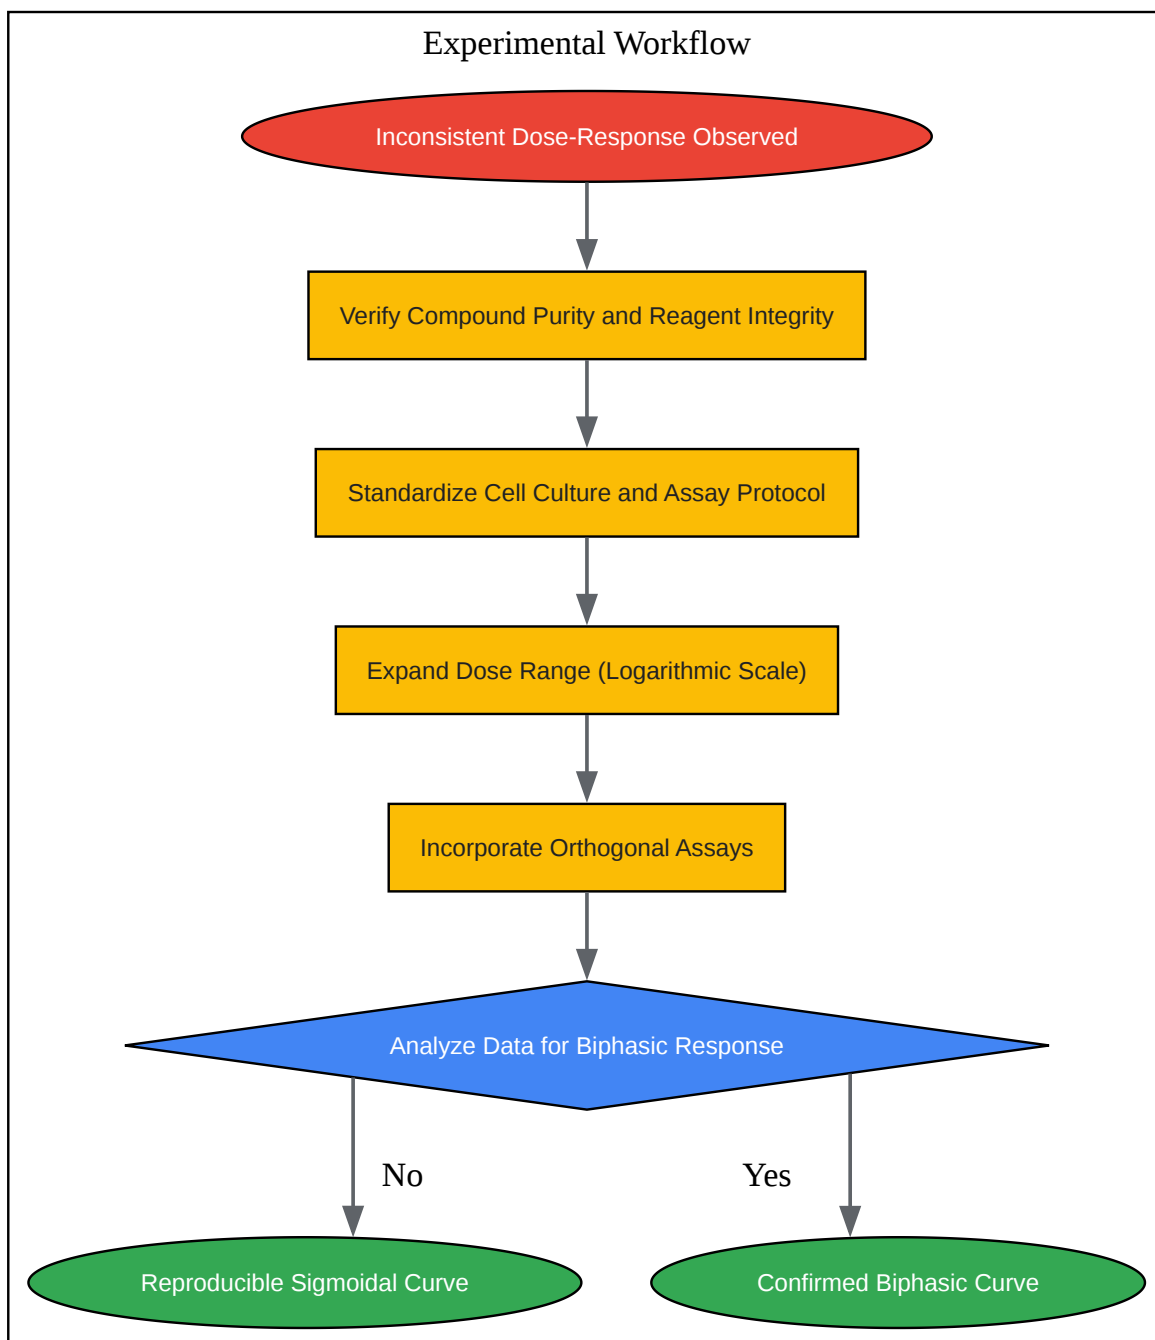 Experimental Workflow
Inconsistent Dose-Response Observed
Verify Compound Purity and Reagent Integrity
Standardize Cell Culture and Assay Protocol
Expand Dose Range (Logarithmic Scale)
Incorporate Orthogonal Assays
Analyze Data for Biphasic Response
No
Yes
Reproducible Sigmoidal Curve
Confirmed Biphasic Curve